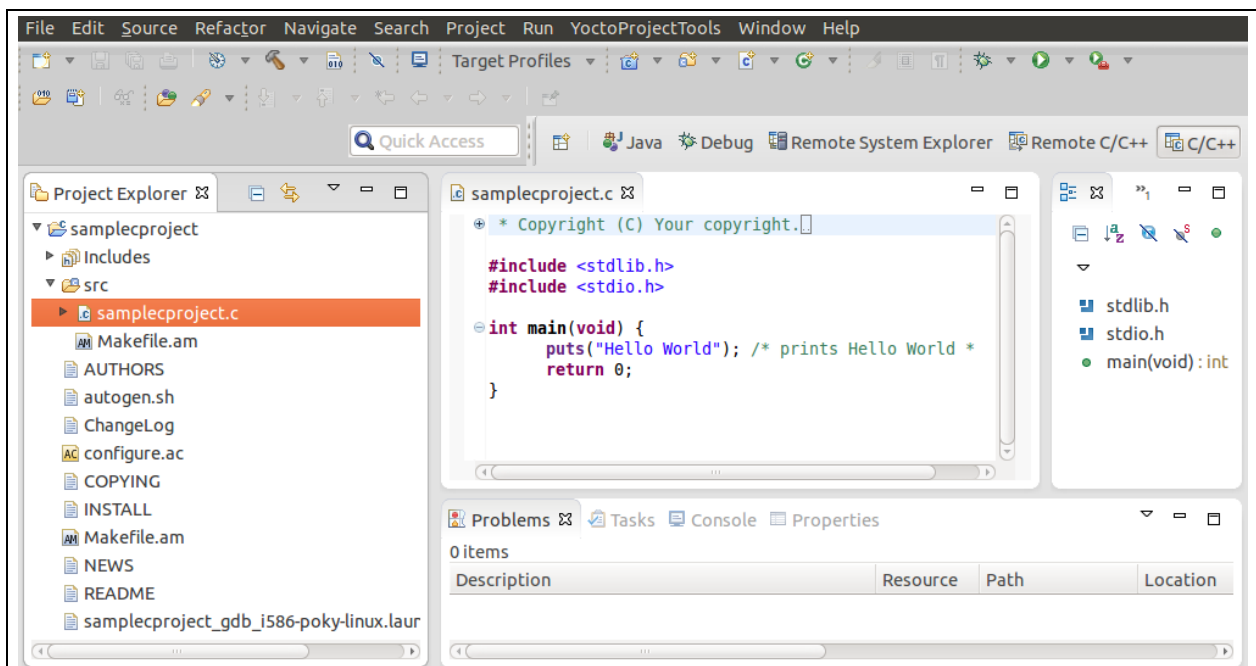 File Edit Source Refactor Navigate Search Project Run YoctoProjectTools Window Help
Target Profiles
Quick Access
Java Debug Remote System Explorer Remote C/C++ C/C++
Project Explorer
samplecproject
Includes
src
samplecproject.c
Makefile.am
AUTHORS
autogen.sh
ChangeLog
configure.ac
COPYING
INSTALL
Makefile.am
NEWS
README
samplecproject_gdb_i586-poky-linux.laur
samplecproject.c
* Copyright (C) Your copyright.
#include <stdlib.h>
#include <stdio.h>
int main(void) {
puts("Hello World"); /* prints Hello World *
return 0;
}
stdlib.h
stdio.h
main(void) : int
Problems Tasks Console Properties
0 items
Description Resource Path Location